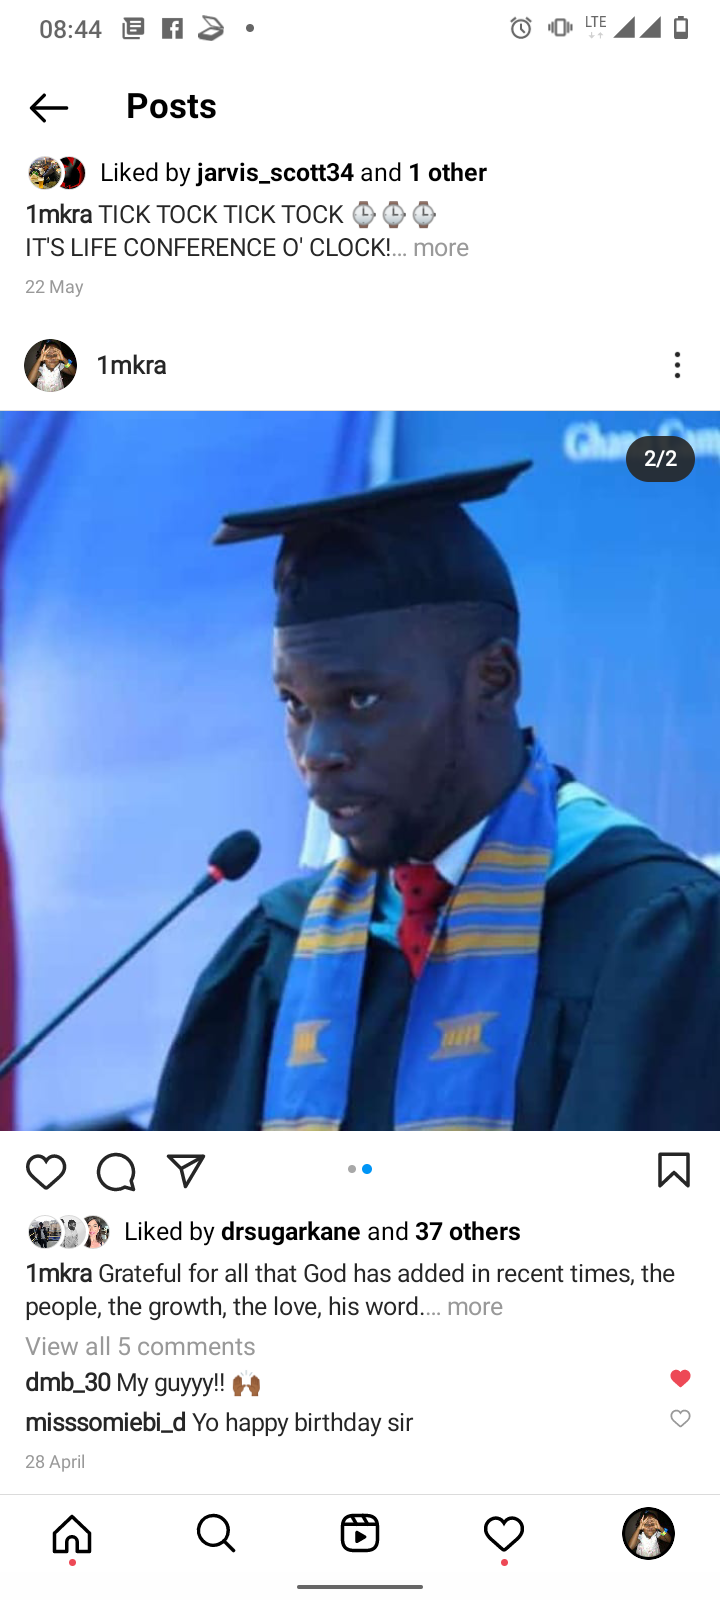 08:44
LTE
Posts
Liked by jarvis_scott34 and 1 other
1mkra TICK TOCK TICK TOCK ⌚⌚⌚
IT'S LIFE CONFERENCE O' CLOCK!... more
22 May
1mkra
Ghana
2/2
Liked by drsugarkane and 37 others
1mkra Grateful for all that God has added in recent times, the
people, the growth, the love, his word.... more
View all 5 comments
dmb_30 My guyyy!! 🙌🏾
misssomiebi_d Yo happy birthday sir
28 April